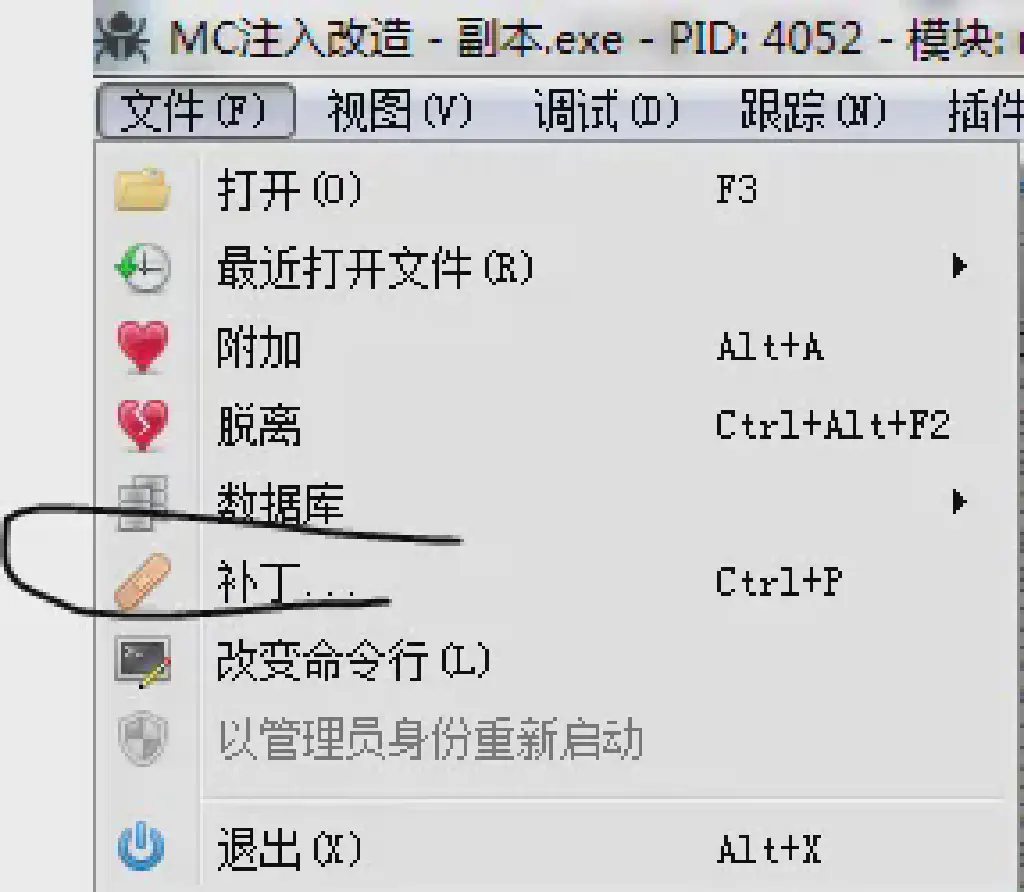 MC注入改造 - 副本.exe - PID: 4052 - 模块:
文件(F) 视图(V) 调试(D) 跟踪(N) 插件
打开(O) F3
最近打开文件(R)
附加 Alt+A
脱离 Ctrl+Alt+F2
数据库
补丁... Ctrl+P
改变命令行(L)
以管理员身份重新启动
退出(X) Alt+X